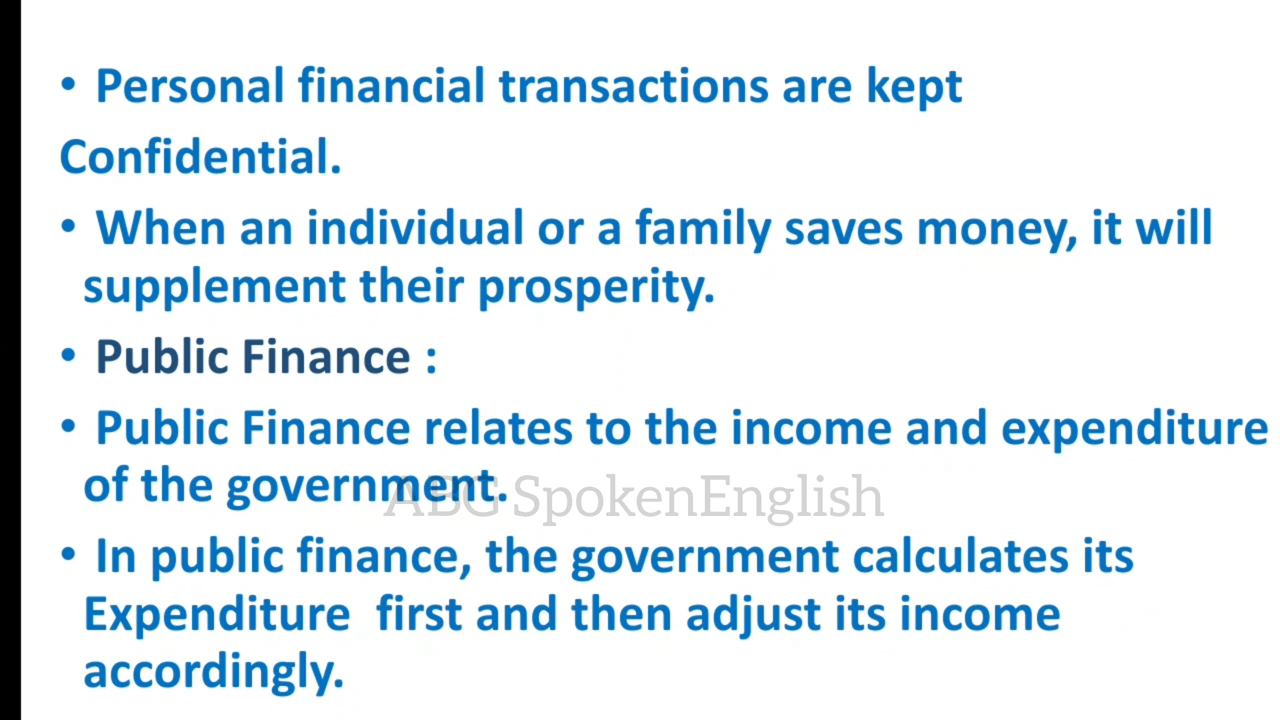 • Personal financial transactions are kept
Confidential.
• When an individual or a family saves money, it will
supplement their prosperity.
• Public Finance :
• Public Finance relates to the income and expenditure
of the government.
ABG SpokenEnglish
• In public finance, the government calculates its
Expenditure first and then adjust its income
accordingly.